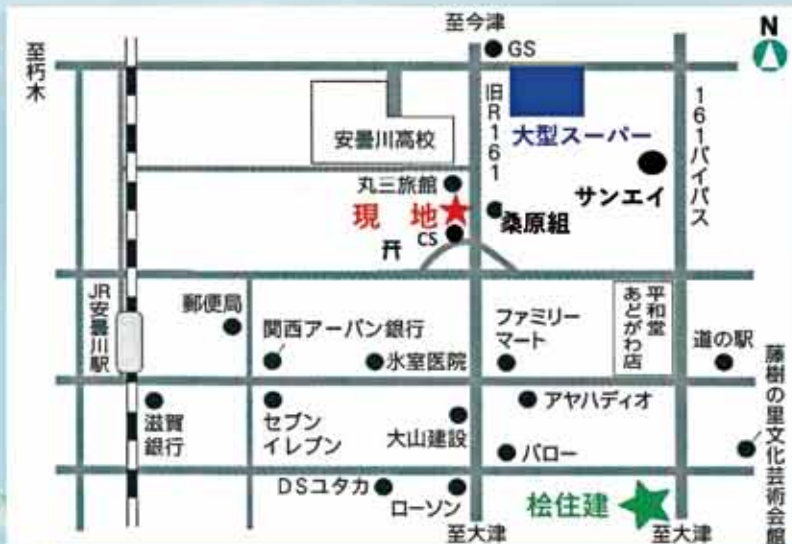 至今津
N
GS
至朽木
旧R161
161バイパス
安曇川高校
大型スーパー
丸三旅館
サンエイ
現 地
桑原組
CS
JR
安曇川駅
郵便局
関西アーバン銀行
氷室医院
ファミリー
マート
平和堂
あどがわ店
道の駅
滋賀
銀行
セブン
イレブン
大山建設
アヤハディオ
バロー
藤樹の里文化芸術会館
DSユタカ
ローソン
桧住建
至大津
至大津